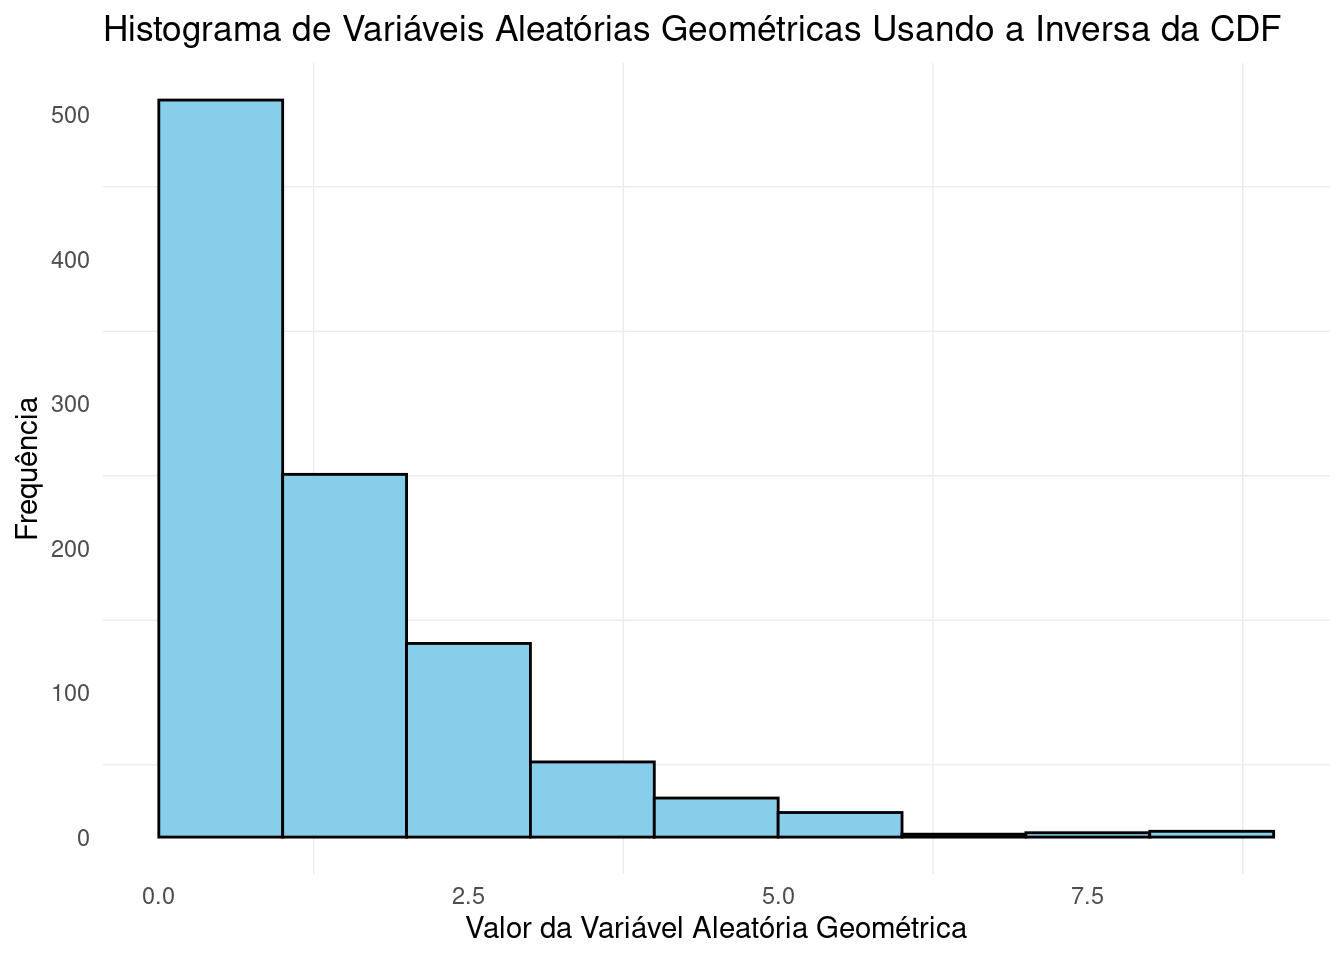 Histograma de Variáveis Aleatórias Geométricas Usando a Inversa da CDF
500
400
300
200
100
0
Frequência
0.0 2.5 5.0 7.5
Valor da Variável Aleatória Geométrica